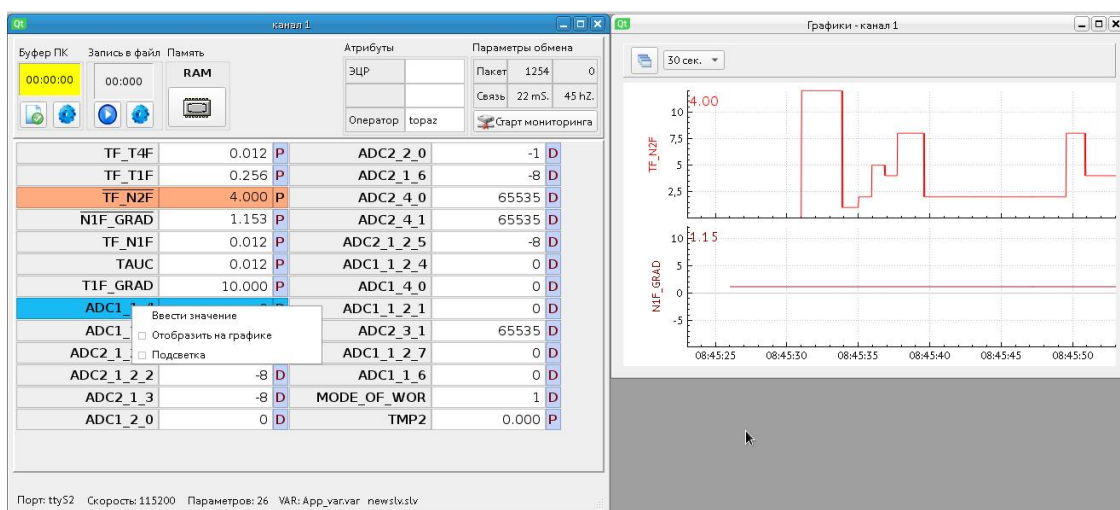 канал 1
Буфер ПК Запись в файл Память
00:00:00 00:000 RAM
Атрибуты
ЭЦР
Оператор topaz
Параметры обмена
Пакет 1254 0
Связь 22 mS. 45 hZ.
Старт мониторинга
TF_T4F 0.012 P ADC2_2_0 -1 D
TF_T1F 0.256 P ADC2_1_6 -8 D
TF_N2F 4.000 P ADC2_4_0 65535 D
N1F_GRAD 1.153 P ADC2_4_1 65535 D
TF_N1F 0.012 P ADC2_1_2_5 -8 D
TAUC 0.012 P ADC1_1_2_4 0 D
T1F_GRAD 10.000 P ADC1_4_0 0 D
ADC1_1 ADC1_1_2_1 0 D
ADC1_ ADC2_3_1 65535 D
ADC2_1_ ADC1_1_2_7 0 D
ADC2_1_2_2 -8 D ADC1_1_6 0 D
ADC2_1_3 -8 D MODE_OF_WOR 1 D
ADC1_2_0 0 D TMP2 0.000 P
Ввести значение
Отобразить на графике
Подсветка
Порт: ttyS2 Скорость: 115200 Параметров: 26 VAR: App_var.var newslv.slv
Графики - канал 1
30 сек.
4.00
10
7,5
5
2,5
TF_N2F
1.15
10
5
0
-5
N1F_GRAD
08:45:25 08:45:30 08:45:35 08:45:40 08:45:45 08:45:50